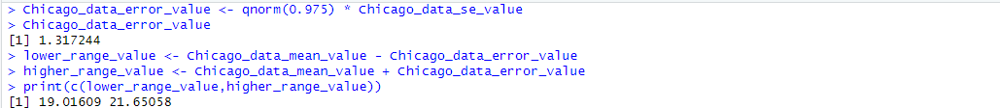 > Chicago_data_error_value <- qnorm(0.975) * Chicago_data_se_value
> Chicago_data_error_value
[1] 1.317244
> lower_range_value <- Chicago_data_mean_value - Chicago_data_error_value
> higher_range_value <- Chicago_data_mean_value + Chicago_data_error_value
> print(c(lower_range_value,higher_range_value))
[1] 19.01609 21.65058